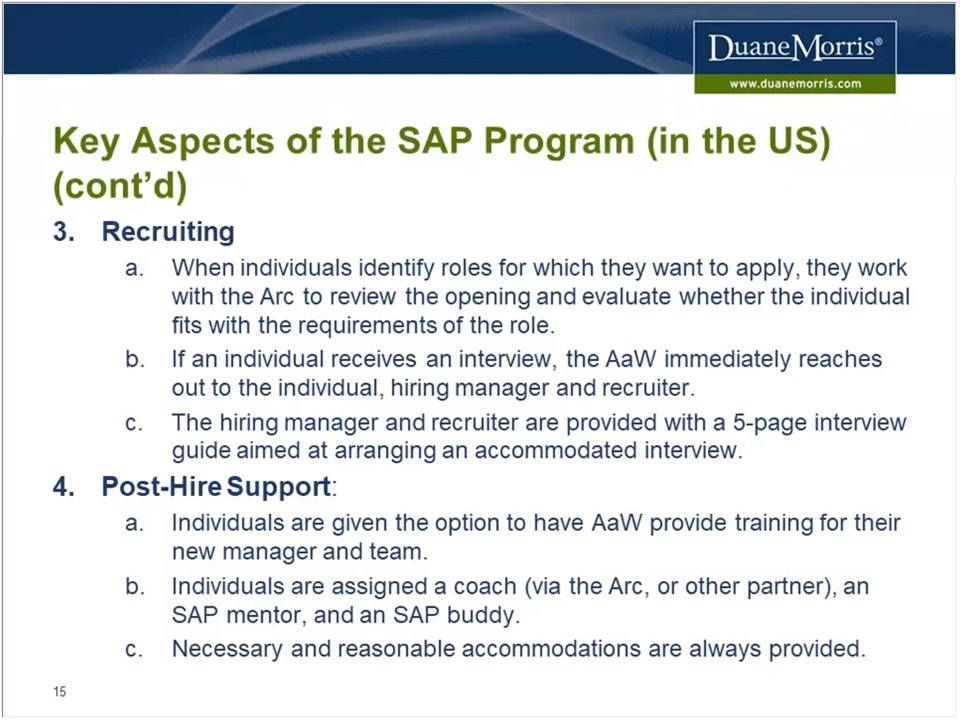 DuaneMorris®
www.duanemorris.com
Key Aspects of the SAP Program (in the US)
(cont’d)
3. Recruiting
a. When individuals identify roles for which they want to apply, they work
with the Arc to review the opening and evaluate whether the individual
fits with the requirements of the role.
b. If an individual receives an interview, the AaW immediately reaches
out to the individual, hiring manager and recruiter.
c. The hiring manager and recruiter are provided with a 5-page interview
guide aimed at arranging an accommodated interview.
4. Post-Hire Support:
a. Individuals are given the option to have AaW provide training for their
new manager and team.
b. Individuals are assigned a coach (via the Arc, or other partner), an
SAP mentor, and an SAP buddy.
c. Necessary and reasonable accommodations are always provided.
15